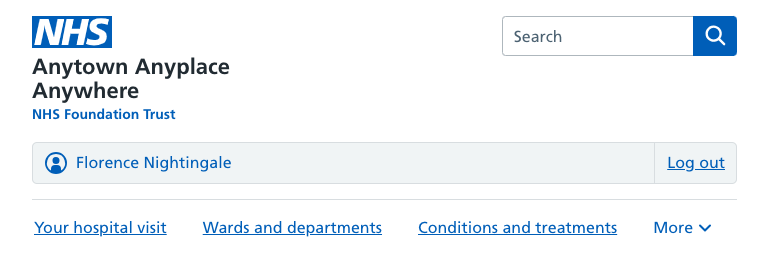 NHS
Search
Anytown Anyplace
Anywhere
NHS Foundation Trust
Florence Nightingale
Log out
Your hospital visit
Wards and departments
Conditions and treatments
More